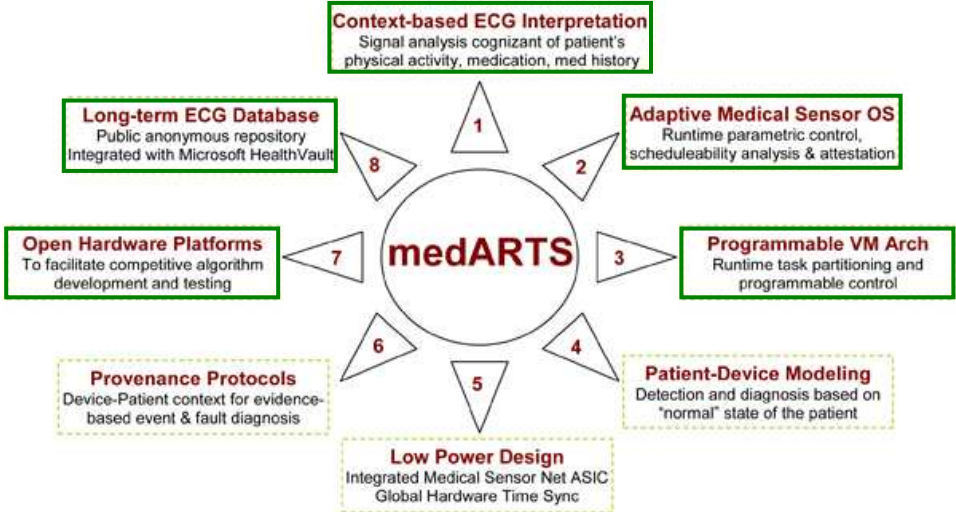 Context-based ECG Interpretation
Signal analysis cognizant of patient's
physical activity, medication, med history
1
Adaptive Medical Sensor OS
Runtime parametric control,
scheduleability analysis & attestation
2
Programmable VM Arch
Runtime task partitioning and
programmable control
3
Patient-Device Modeling
Detection and diagnosis based on
"normal" state of the patient
4
Low Power Design
Integrated Medical Sensor Net ASIC
Global Hardware Time Sync
5
Provenance Protocols
Device-Patient context for evidence-
based event & fault diagnosis
6
Open Hardware Platforms
To facilitate competitive algorithm
development and testing
7
Long-term ECG Database
Public anonymous repository
Integrated with Microsoft HealthVault
8
medARTS